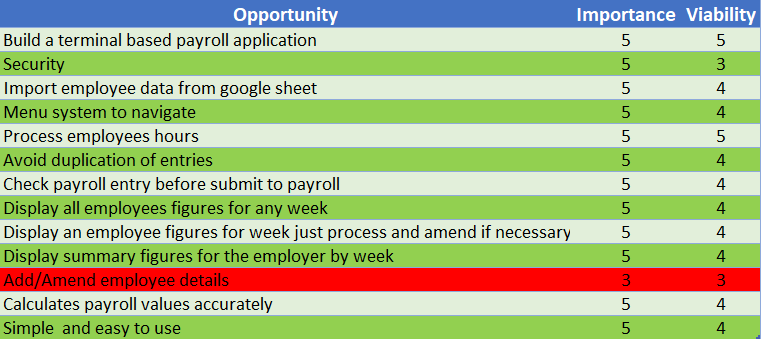 Opportunity Importance Viability
Build a terminal based payroll application 5 5
Security 5 3
Import employee data from google sheet 5 4
Menu system to navigate 5 4
Process employees hours 5 5
Avoid duplication of entries 5 4
Check payroll entry before submit to payroll 5 4
Display all employees figures for any week 5 4
Display an employee figures for week just process and amend if necessary 5 4
Display summary figures for the employer by week 5 4
Add/Amend employee details 3 3
Calculates payroll values accurately 5 4
Simple  and easy to use 5 4